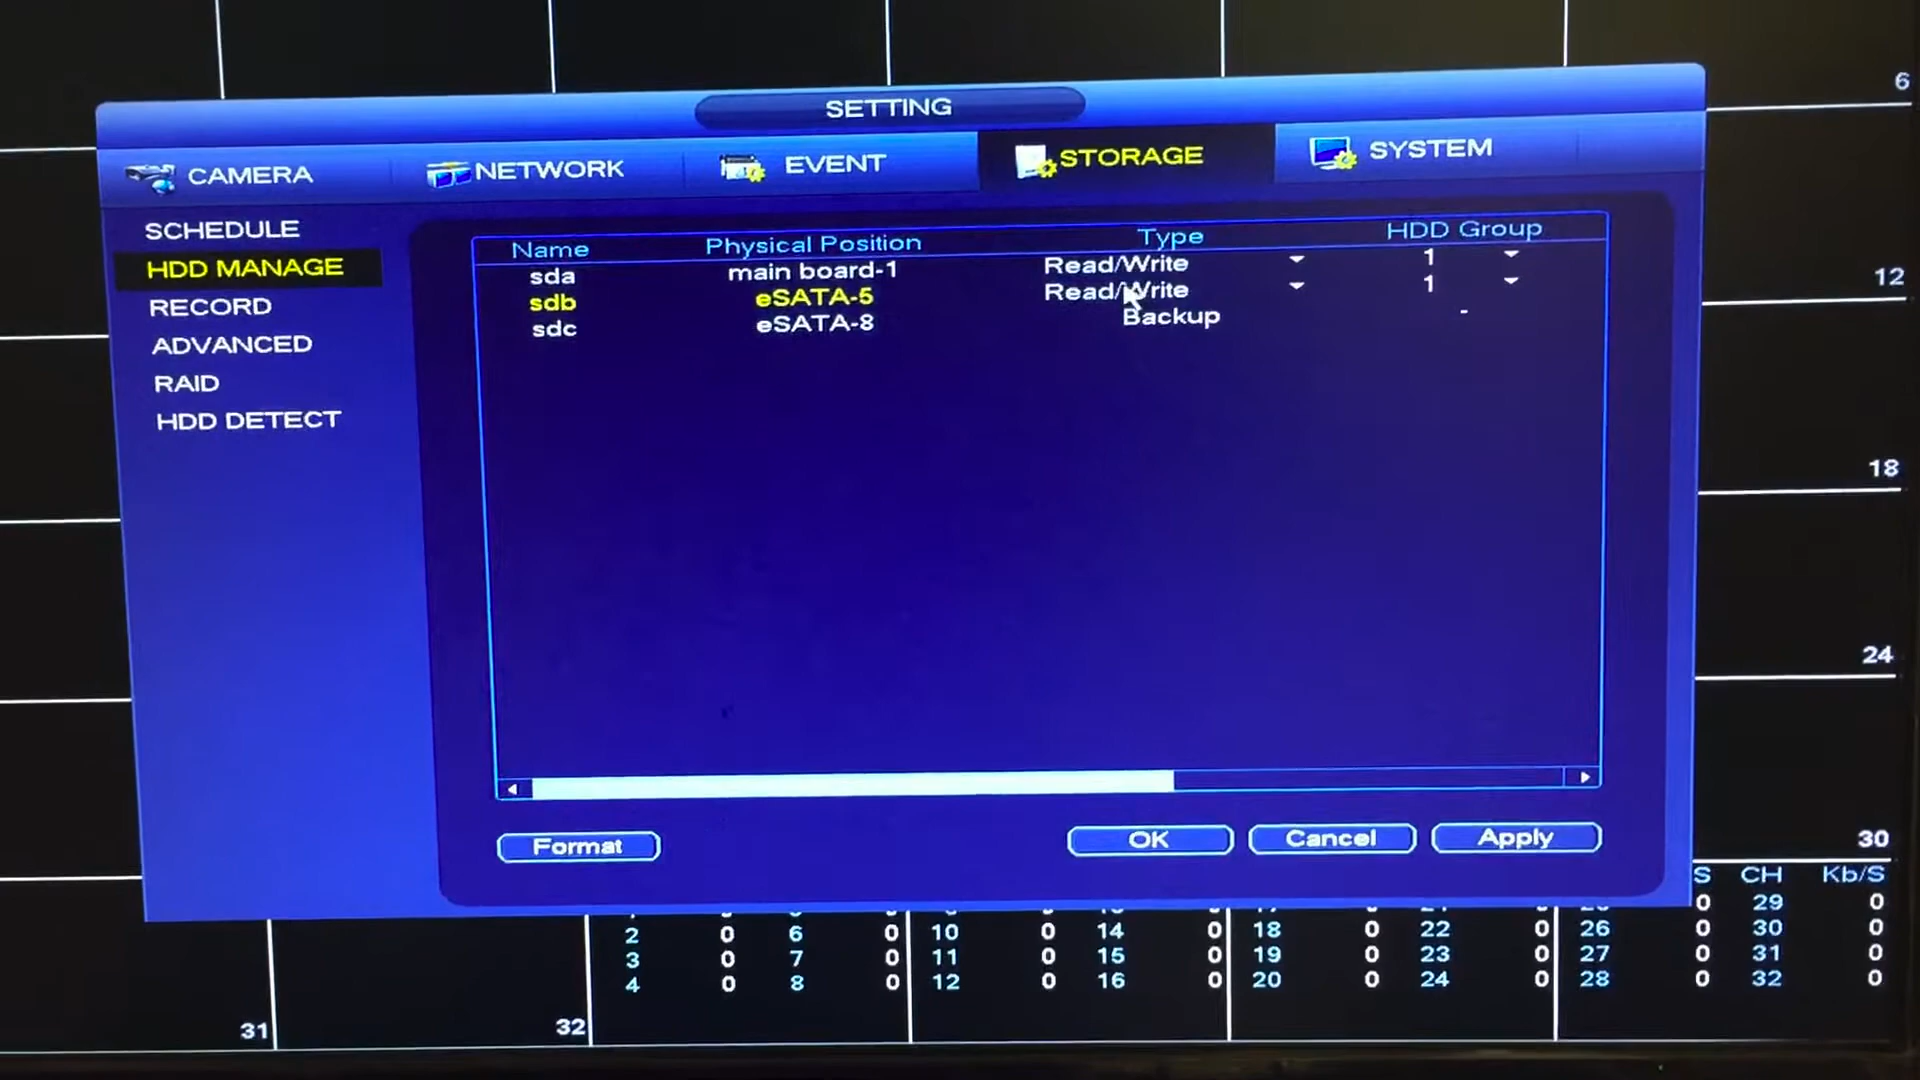 6
SETTING
CAMERA NETWORK EVENT STORAGE SYSTEM
SCHEDULE
HDD MANAGE
RECORD
ADVANCED
RAID
HDD DETECT
Name Physical Position Type HDD Group
sda main board-1 Read/Write 1
sdb eSATA-5 Read/Write 1
sdc eSATA-8 Backup -
12
18
24
30
Format OK Cancel Apply
S CH Kb/S
0 29 0
2 0 6 0 10 0 14 0 18 0 22 0 26 0 30 0
3 0 7 0 11 0 15 0 19 0 23 0 27 0 31 0
4 0 8 0 12 0 16 0 20 0 24 0 28 0 32 0
31
32